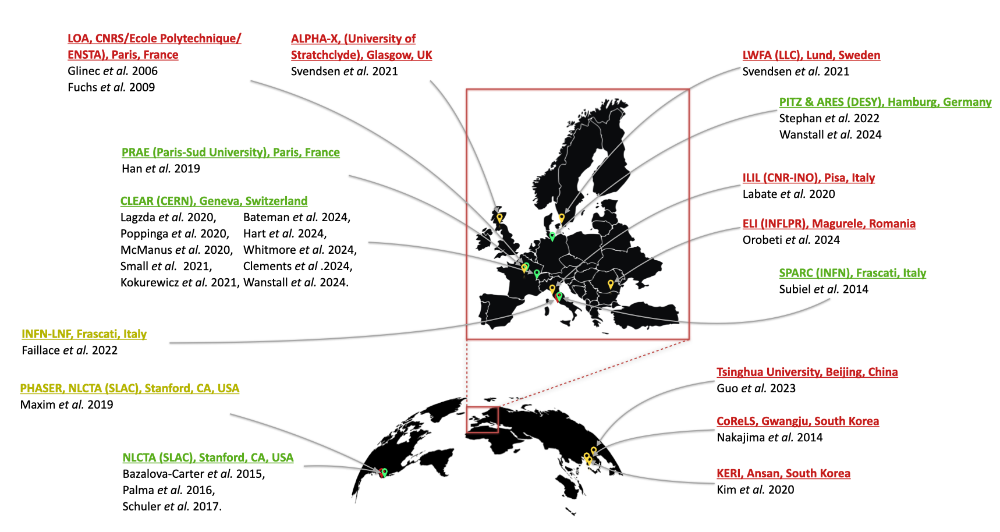 LOA, CNRS/Ecole Polytechnique/
ENSTA), Paris, France
Glinec et al. 2006
Fuchs et al. 2009
ALPHA-X, (University of
Stratchclyde), Glasgow, UK
Svendsen et al. 2021
LWFA (LLC), Lund, Sweden
Svendsen et al. 2021
PITZ & ARES (DESY), Hamburg, Germany
Stephan et al. 2022
Wanstall et al. 2024
PRAE (Paris-Sud University), Paris, France
Han et al. 2019
ILIL (CNR-INO), Pisa, Italy
Labate et al. 2020
CLEAR (CERN), Geneva, Switzerland
Lagzda et al. 2020, Bateman et al. 2024,
Poppinga et al. 2020, Hart et al. 2024,
McManus et al. 2020, Whitmore et al. 2024,
Small et al.  2021, Clements et al .2024,
Kokurewicz et al. 2021, Wanstall et al. 2024.
ELI (INFLPR), Magurele, Romania
Orobeti et al. 2024
SPARC (INFN), Frascati, Italy
Subiel et al. 2014
INFN-LNF, Frascati, Italy
Faillace et al. 2022
PHASER, NLCTA (SLAC), Stanford, CA, USA
Maxim et al. 2019
NLCTA (SLAC), Stanford, CA, USA
Bazalova-Carter et al. 2015,
Palma et al. 2016,
Schuler et al. 2017.
Tsinghua University, Beijing, China
Guo et al. 2023
CoReLS, Gwangju, South Korea
Nakajima et al. 2014
KERI, Ansan, South Korea
Kim et al. 2020